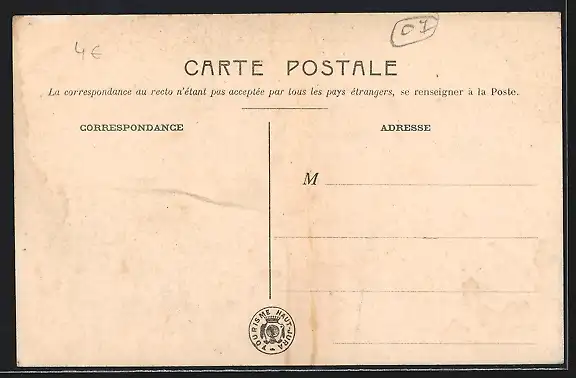 4€
07
CARTE POSTALE
La correspondance au recto n'étant pas acceptée par tous les pays étrangers, se renseigner à la Poste.
CORRESPONDANCE
ADRESSE
M
TOURISME HAUT-JURA